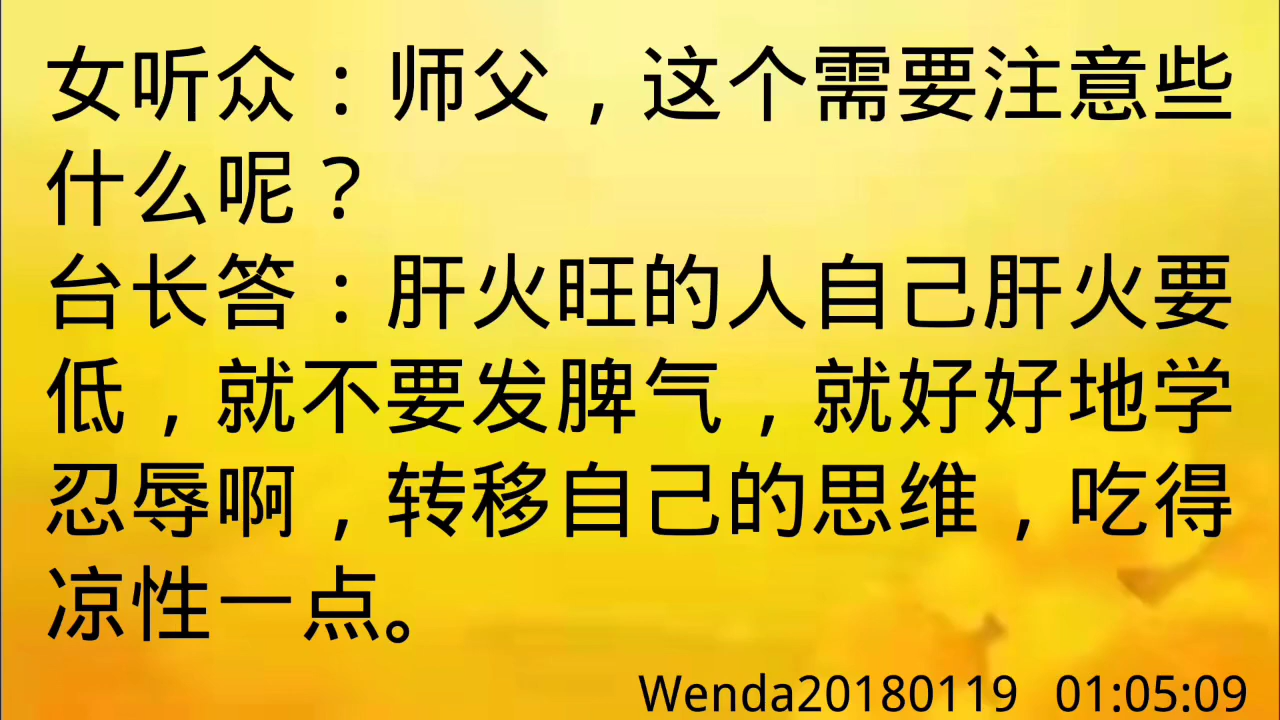 女听众：师父，这个需要注意些
什么呢？
台长答：肝火旺的人自己肝火要
低，就不要发脾气，就好好地学
忍辱啊，转移自己的思维，吃得
凉性一点。
Wenda20180119 01:05:09